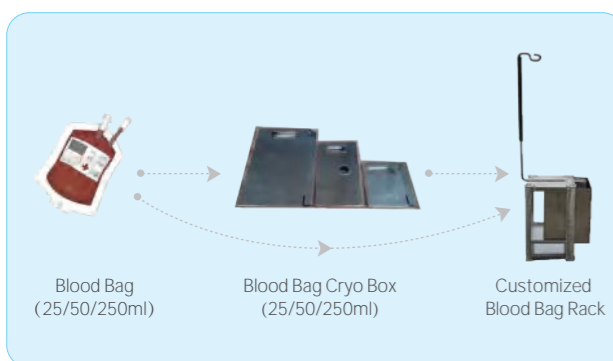 Blood Bag
(25/50/250ml)
Blood Bag Cryo Box
(25/50/250ml)
Customized
Blood Bag Rack